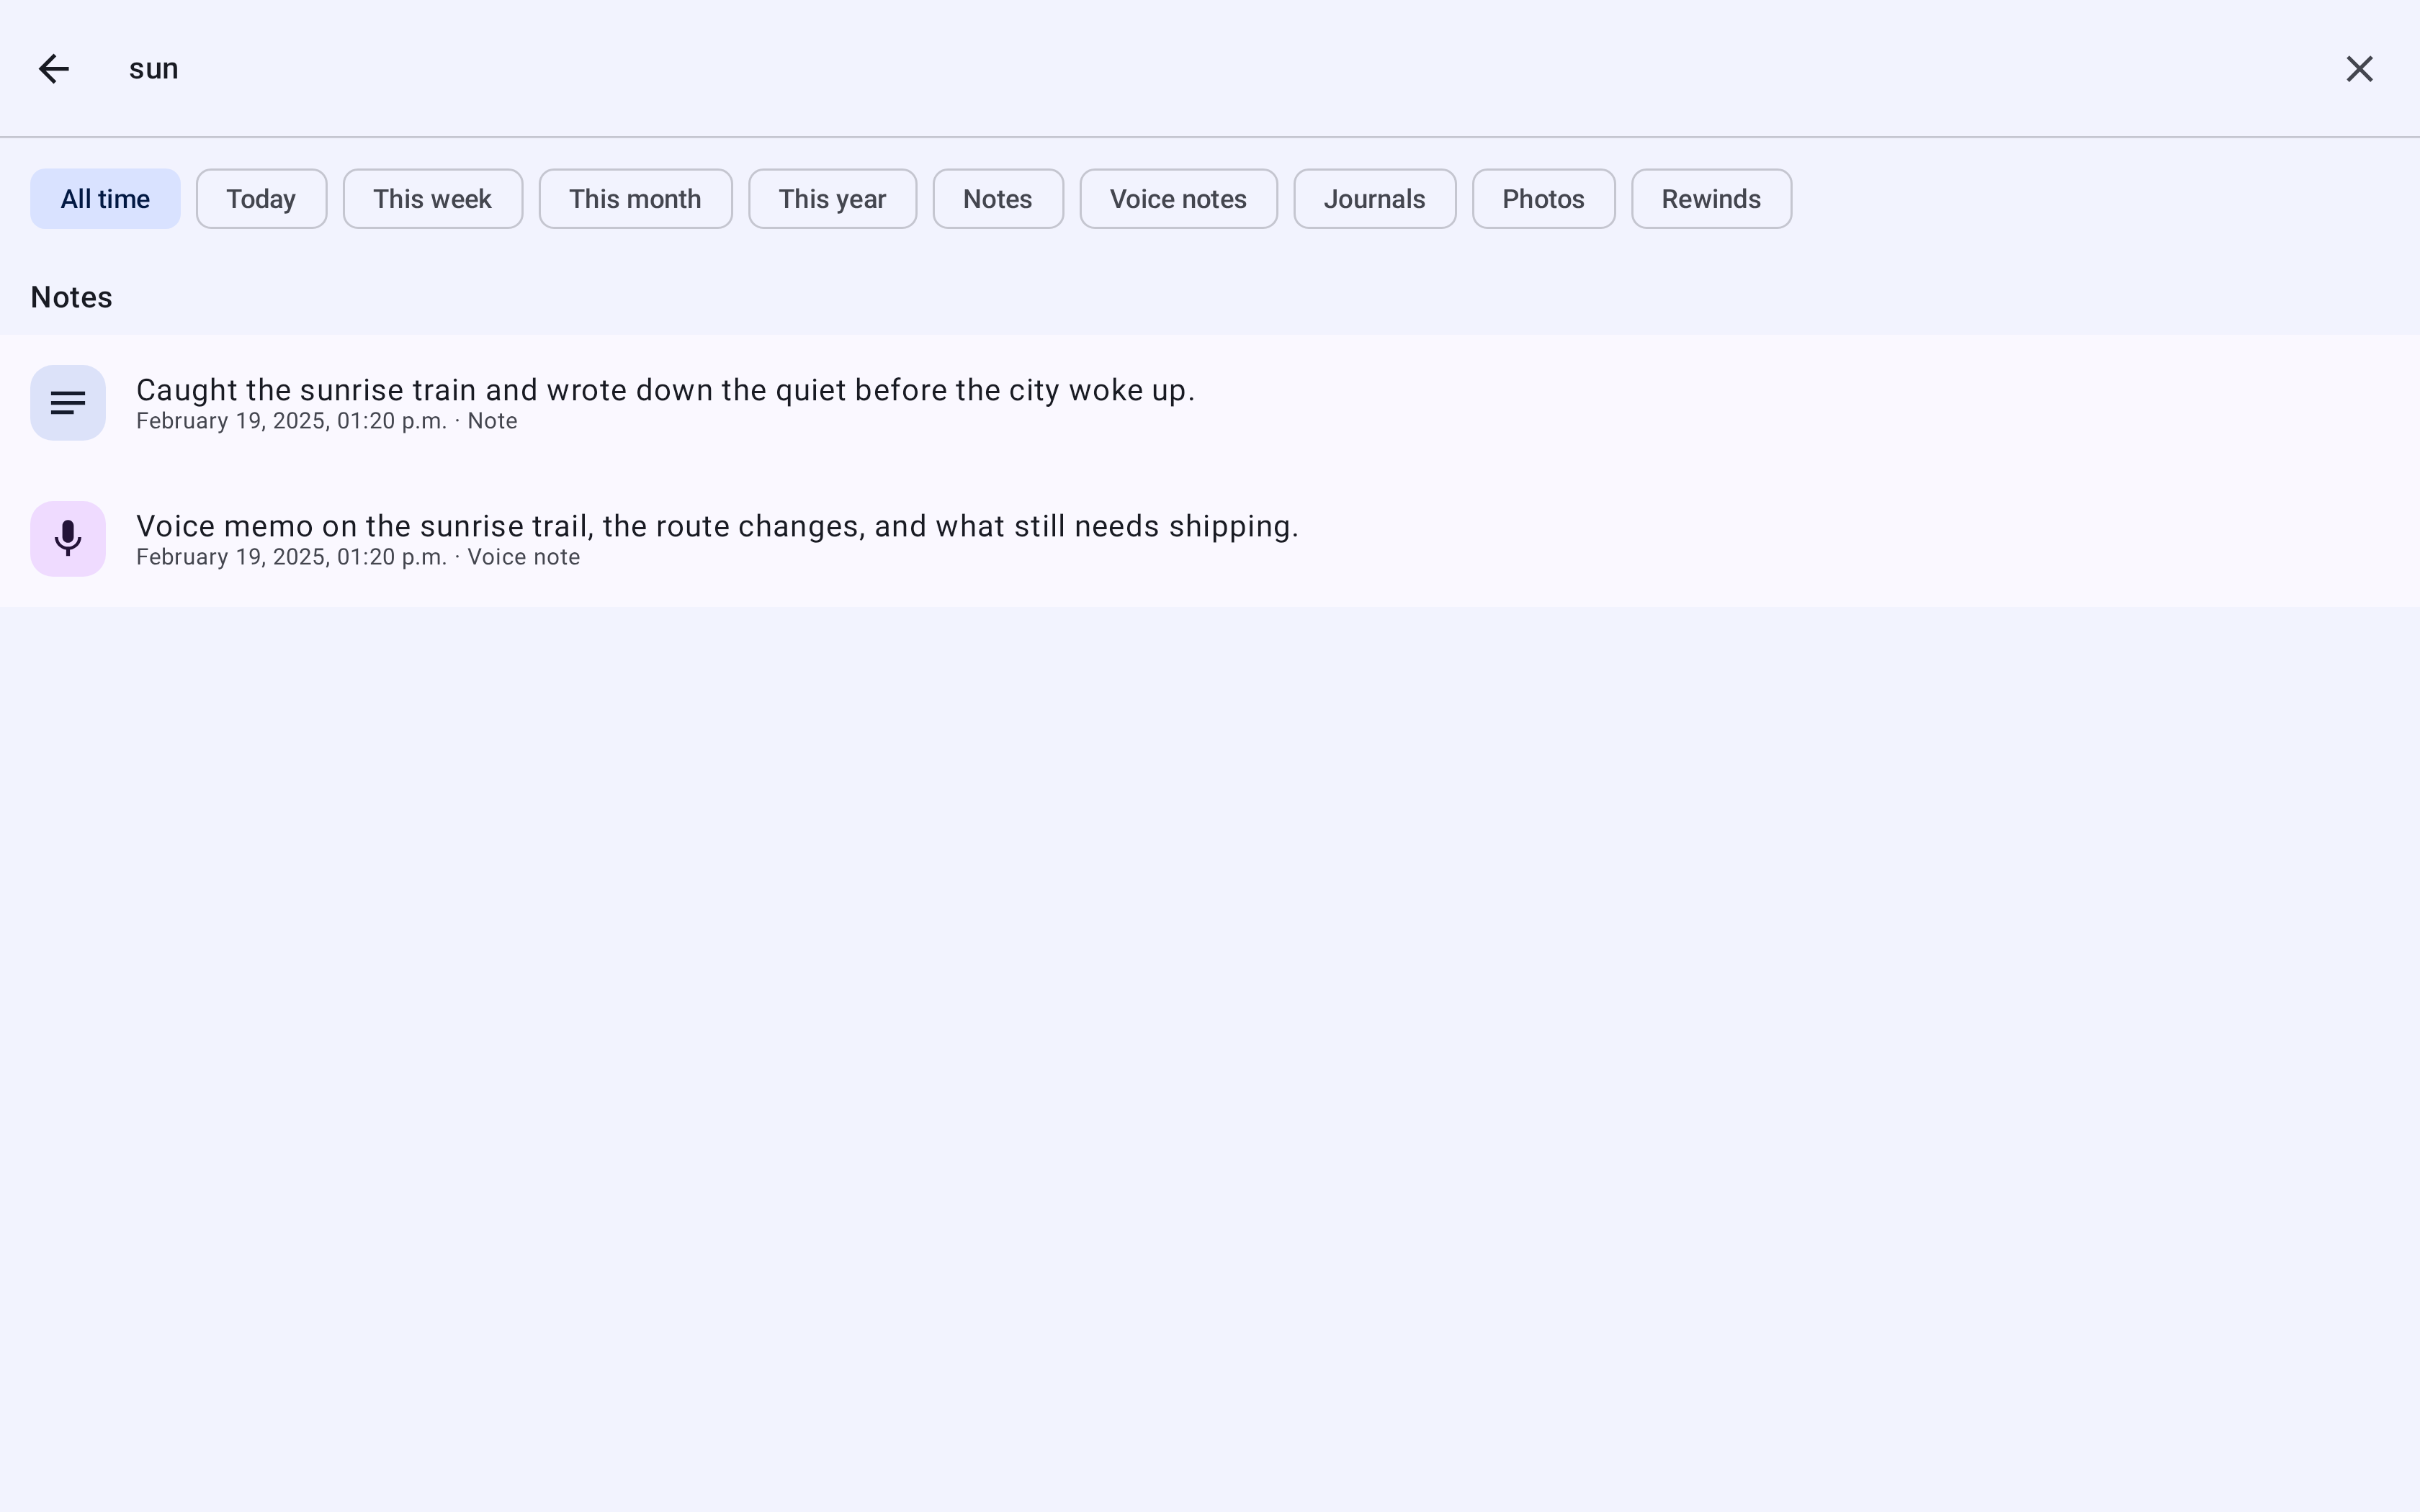 sun
All time
Today
This week
This month
This year
Notes
Voice notes
Journals
Photos
Rewinds
Notes
Caught the sunrise train and wrote down the quiet before the city woke up.
February 19, 2025, 01:20 p.m. · Note
Voice memo on the sunrise trail, the route changes, and what still needs shipping.
February 19, 2025, 01:20 p.m. · Voice note